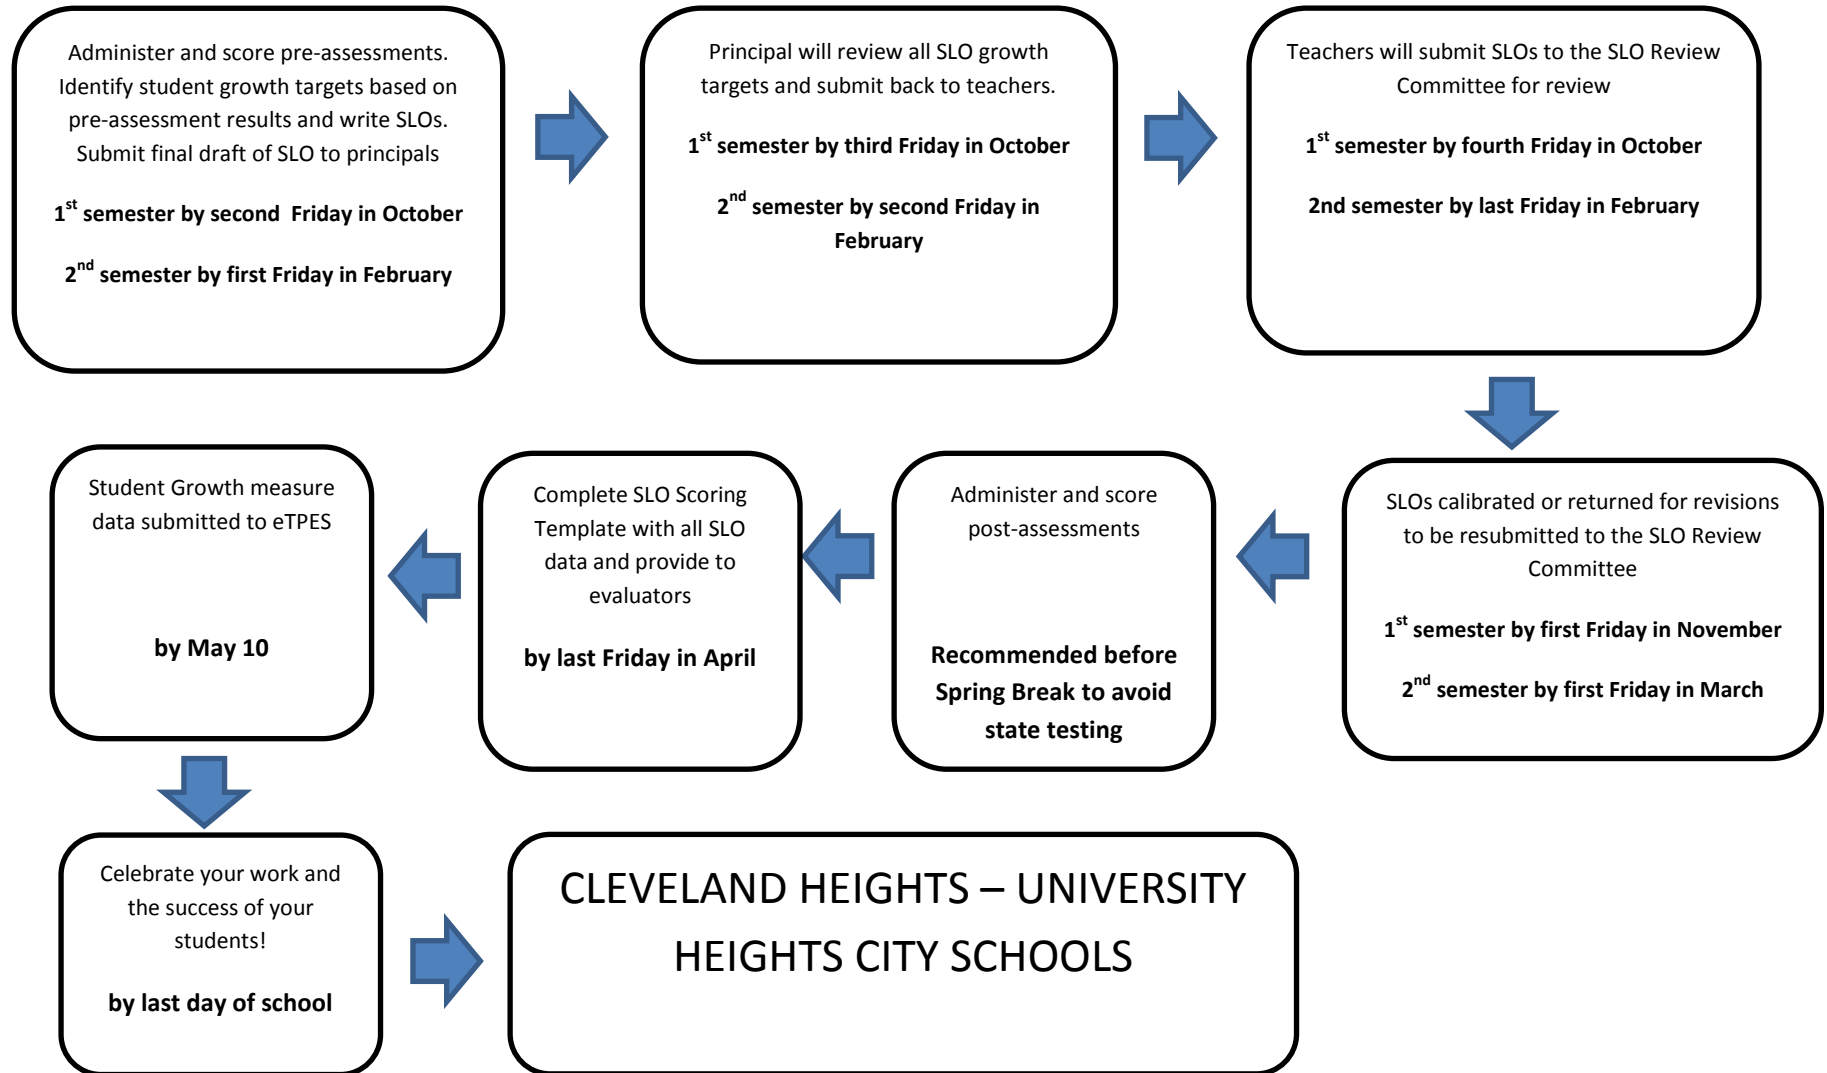 Administer and score pre-assessments.
Identify student growth targets based on
pre-assessment results and write SLOs.
Submit final draft of SLO to principals
1st semester by second  Friday in October
2nd semester by first Friday in February
Principal will review all SLO growth
targets and submit back to teachers.
1st semester by third Friday in October
2nd semester by second Friday in
February
Teachers will submit SLOs to the SLO Review
Committee for review
1st semester by fourth Friday in October
2nd semester by last Friday in February
SLOs calibrated or returned for revisions
to be resubmitted to the SLO Review
Committee
1st semester by first Friday in November
2nd semester by first Friday in March
Administer and score
post-assessments
Recommended before
Spring Break to avoid
state testing
Complete SLO Scoring
Template with all SLO
data and provide to
evaluators
by last Friday in April
Student Growth measure
data submitted to eTPES
by May 10
Celebrate your work and
the success of your
students!
by last day of school
CLEVELAND HEIGHTS – UNIVERSITY
HEIGHTS CITY SCHOOLS